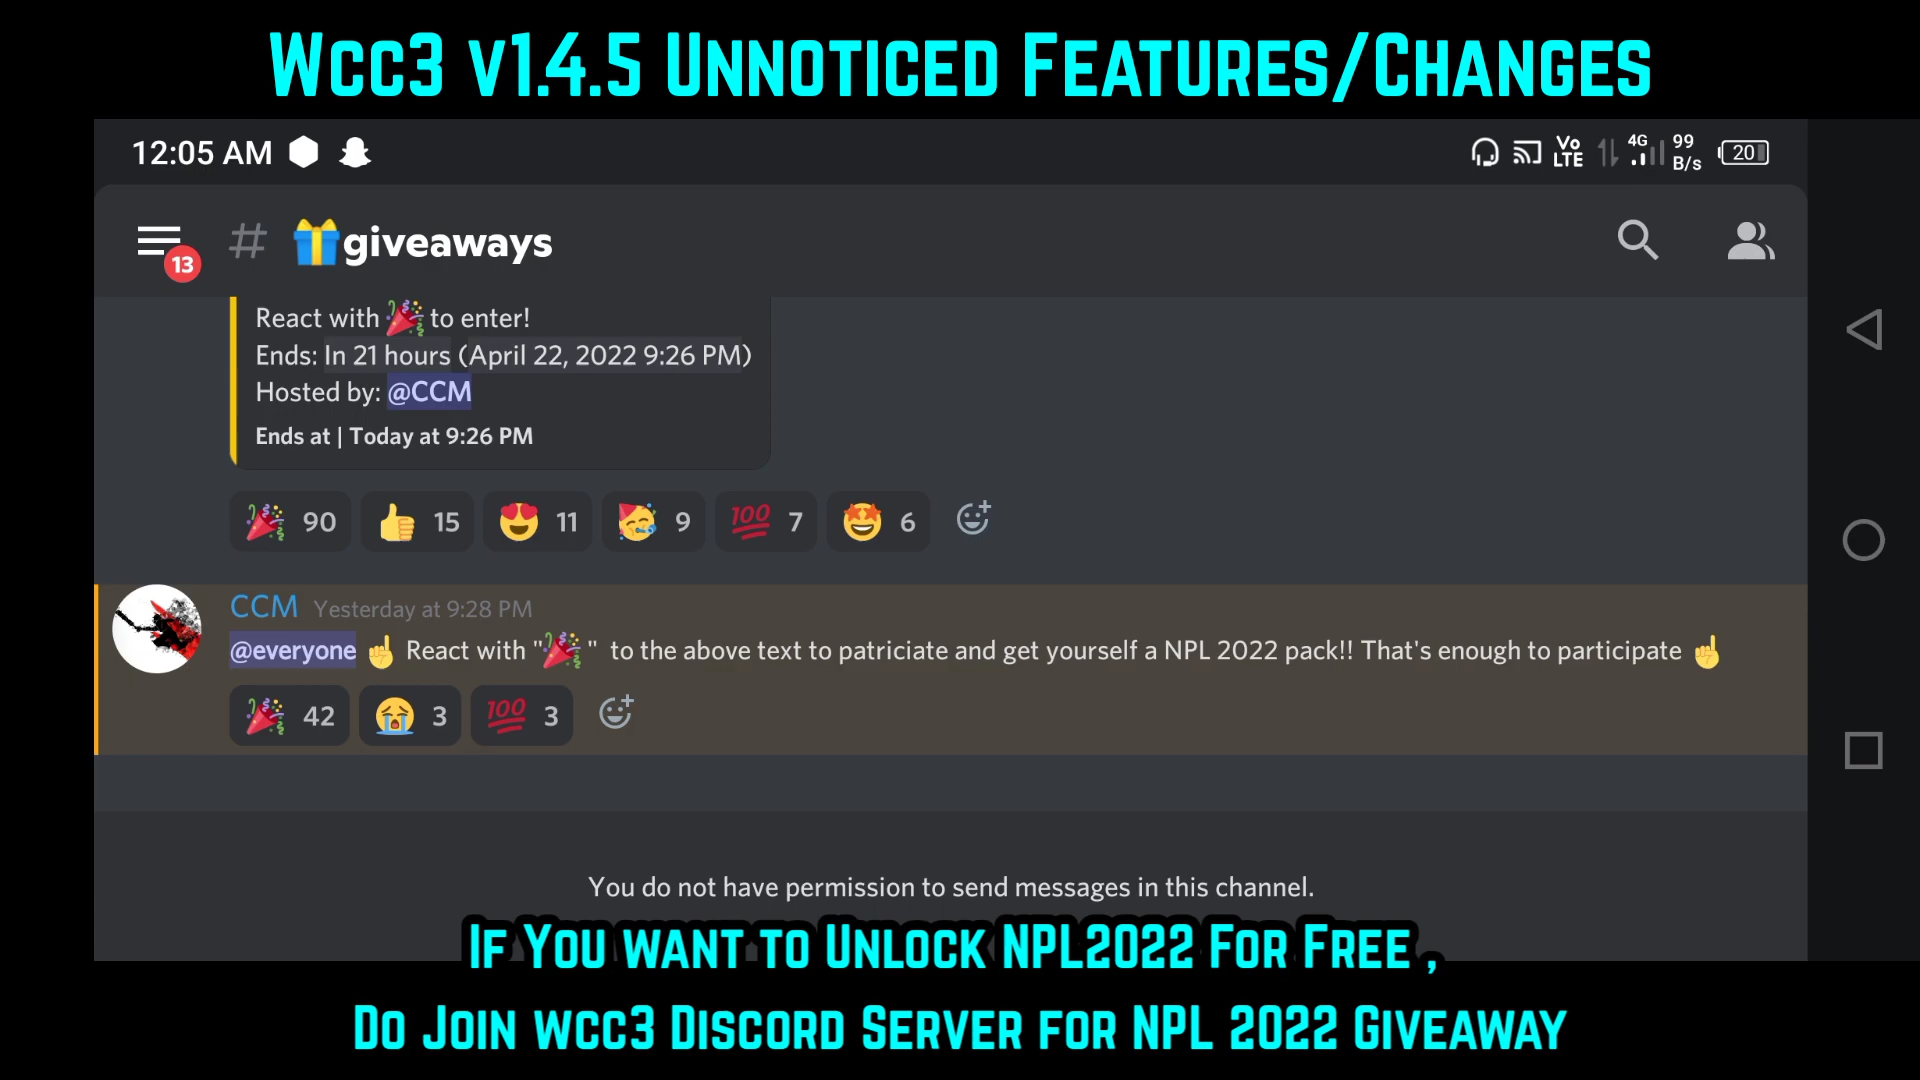 Wcc3 v1.4.5 Unnoticed Features/Changes
12:05 AM Vo LTE 4G 99 B/s 20
13 # 🎁giveaways
React with 🎉 to enter!
Ends: In 21 hours (April 22, 2022 9:26 PM)
Hosted by: @CCM
Ends at | Today at 9:26 PM
🎉 90 👍 15 😍 11 🥳 9 💯 7 🤩 6
CCM Yesterday at 9:28 PM
@everyone ☝️ React with "🎉" to the above text to patriciate and get yourself a NPL 2022 pack!! That's enough to participate ☝️
🎉 42 😭 3 💯 3
You do not have permission to send messages in this channel.
If You want to Unlock NPL2022 For Free ,
Do Join wcc3 Discord Server for NPL 2022 Giveaway